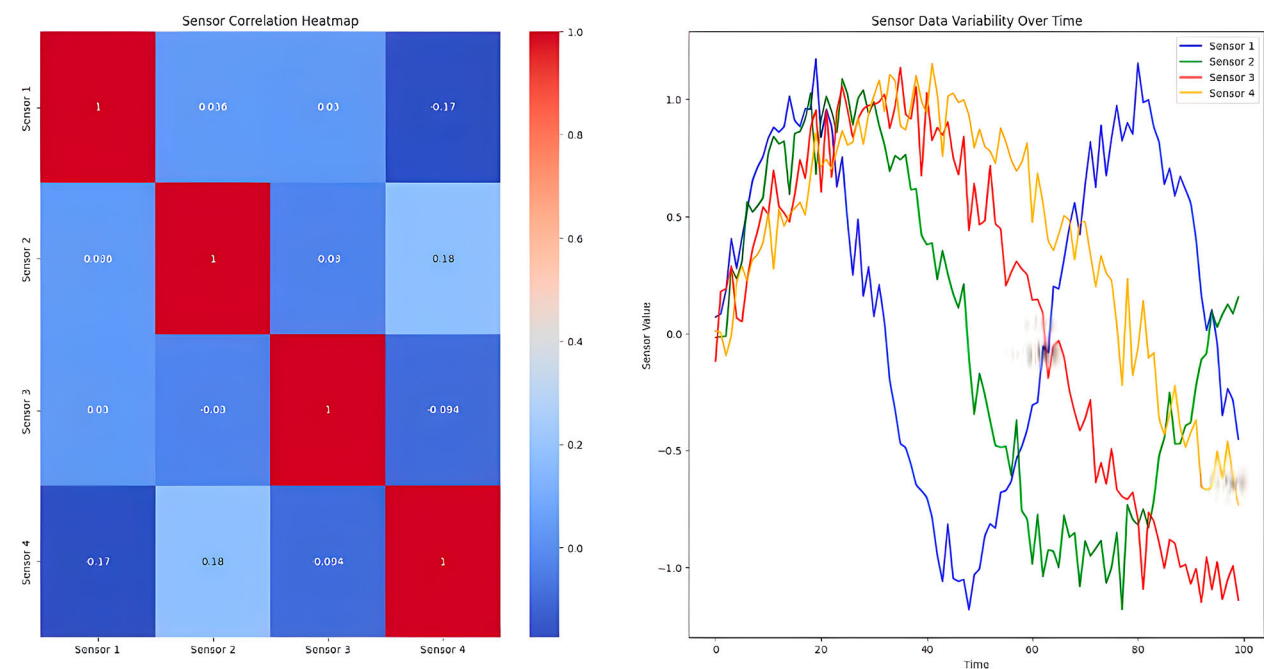 Sensor Correlation Heatmap
Sensor 1
1
0.036
0.03
-0.17
Sensor 2
1
0.03
0.18
Sensor 3
0.03
-0.03
1
-0.094
Sensor 4
-0.17
0.18
-0.094
1
Sensor 1
Sensor 2
Sensor 3
Sensor 4
1.0
0.8
0.6
0.4
0.2
0.0
Sensor Data Variability Over Time
Sensor 1
Sensor 2
Sensor 3
Sensor 4
Sensor Value
1.0
0.5
0.0
−0.5
−1.0
0
20
40
60
80
100
Time